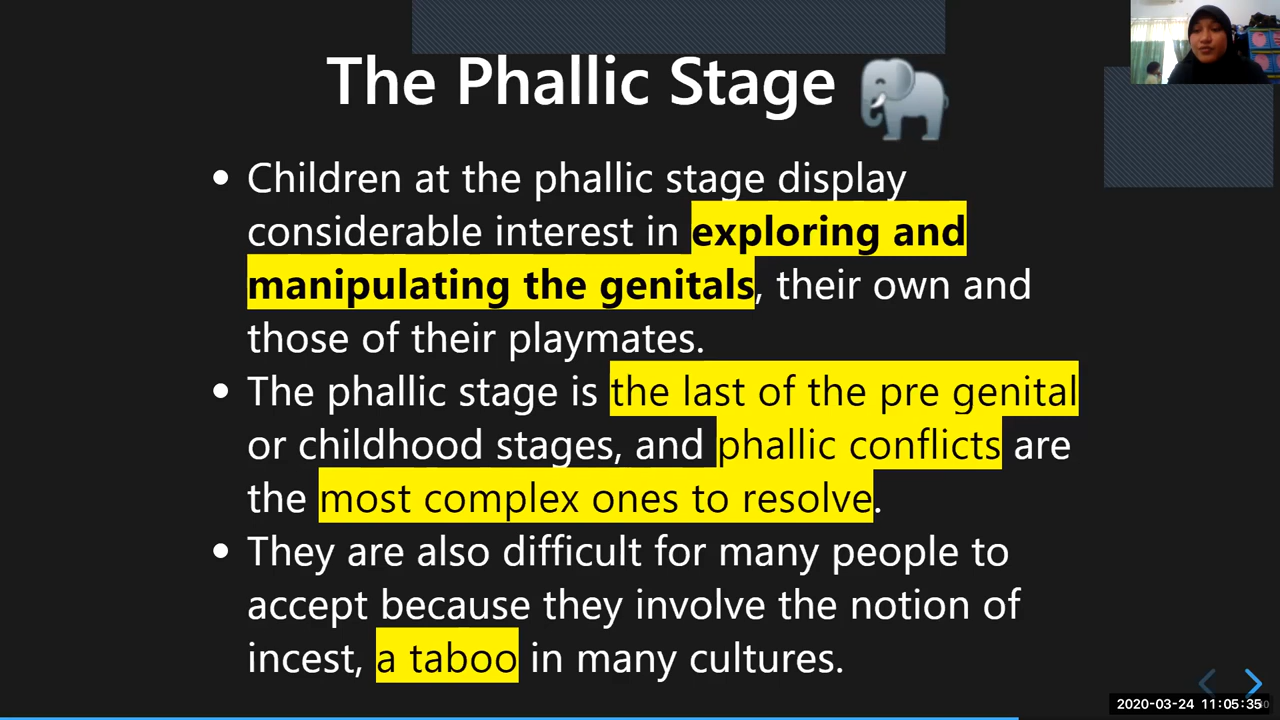 The Phallic Stage
• Children at the phallic stage display
considerable interest in exploring and
manipulating the genitals, their own and
those of their playmates.
• The phallic stage is the last of the pre genital
or childhood stages, and phallic conflicts are
the most complex ones to resolve.
• They are also difficult for many people to
accept because they involve the notion of
incest, a taboo in many cultures.
2020-03-24 11:05:35